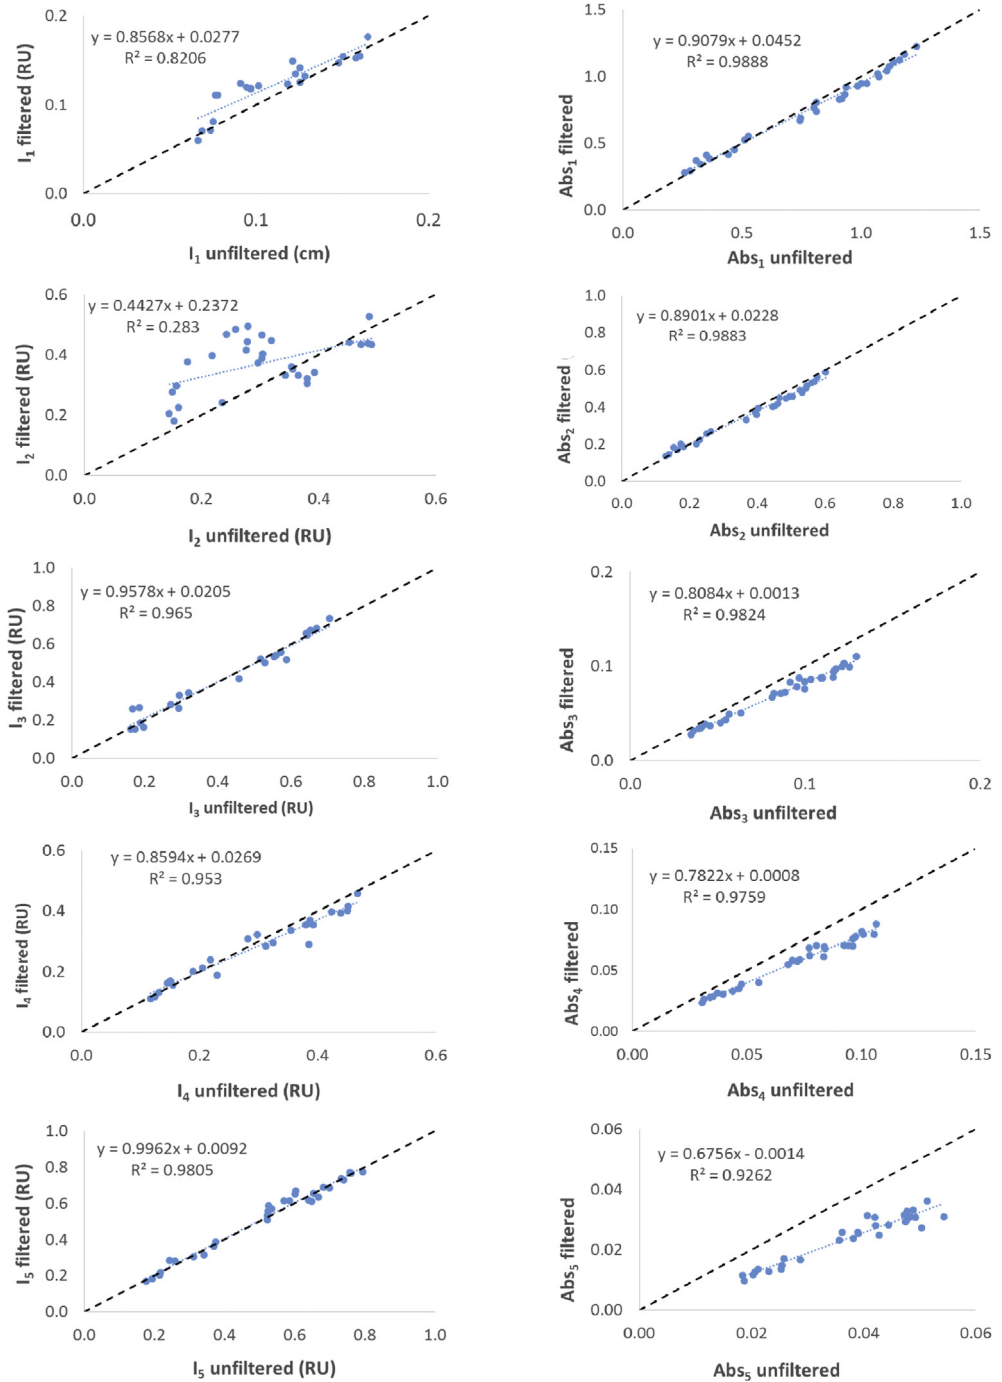 0.2
0.1
0.0
0.0
0.1
0.2
y = 0.8568x + 0.0277
R² = 0.8206
I₁ filtered (RU)
I₁ unfiltered (cm)
1.5
1.0
0.5
0.0
0.0
0.5
1.0
1.5
y = 0.9079x + 0.0452
R² = 0.9888
Abs₁ filtered
Abs₁ unfiltered
0.6
0.4
0.2
0.0
0.0
0.2
0.4
0.6
y = 0.4427x + 0.2372
R² = 0.283
I₂ filtered (RU)
I₂ unfiltered (RU)
1.0
0.8
0.6
0.4
0.2
0.0
0.0
0.2
0.4
0.6
0.8
1.0
y = 0.8901x + 0.0228
R² = 0.9883
Abs₂ filtered
Abs₂ unfiltered
1.0
0.8
0.6
0.4
0.2
0.0
0.0
0.2
0.4
0.6
0.8
1.0
y = 0.9578x + 0.0205
R² = 0.965
I₃ filtered (RU)
I₃ unfiltered (RU)
0.2
0.1
0.0
0.0
0.1
0.2
y = 0.8084x + 0.0013
R² = 0.9824
Abs₃ filtered
Abs₃ unfiltered
0.6
0.4
0.2
0.0
0.0
0.2
0.4
0.6
y = 0.8594x + 0.0269
R² = 0.953
I₄ filtered (RU)
I₄ unfiltered (RU)
0.15
0.10
0.05
0.00
0.00
0.05
0.10
0.15
y = 0.7822x + 0.0008
R² = 0.9759
Abs₄ filtered
Abs₄ unfiltered
1.0
0.8
0.6
0.4
0.2
0.0
0.0
0.2
0.4
0.6
0.8
1.0
y = 0.9962x + 0.0092
R² = 0.9805
I₅ filtered (RU)
I₅ unfiltered (RU)
0.06
0.04
0.02
0.00
0.00
0.02
0.04
0.06
y = 0.6756x - 0.0014
R² = 0.9262
Abs₅ filtered
Abs₅ unfiltered